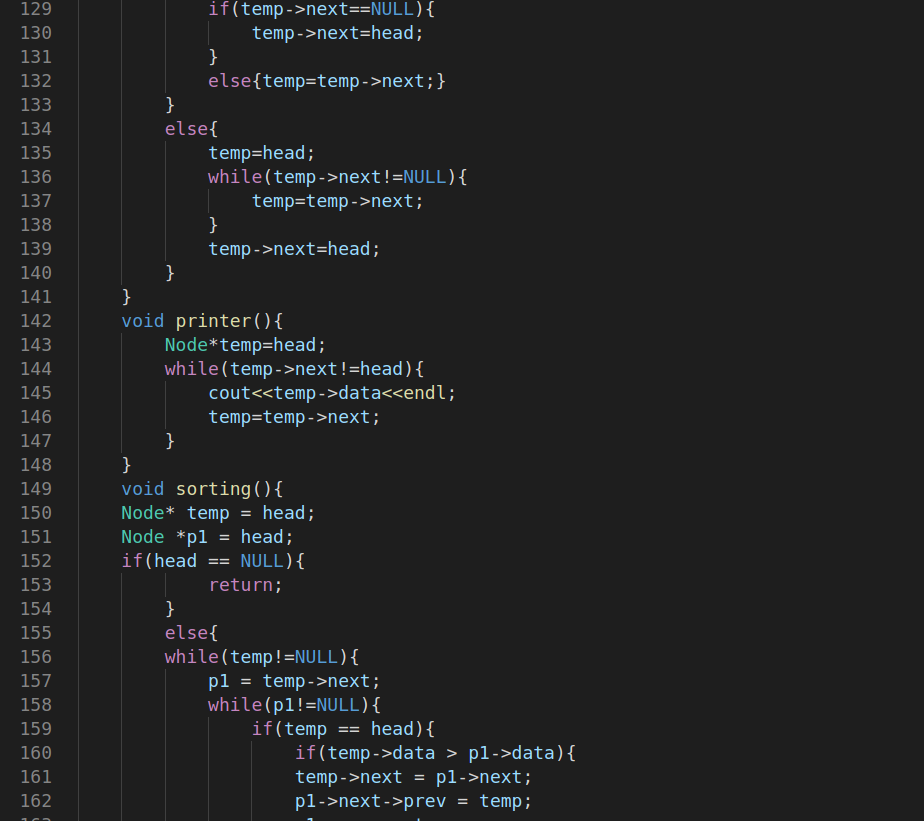 129 if(temp->next==NULL){
130 temp->next=head;
131 }
132 else{temp=temp->next;}
133 }
134 else{
135 temp=head;
136 while(temp->next!=NULL){
137 temp=temp->next;
138 }
139 temp->next=head;
140 }
141 }
142 void printer(){
143 Node*temp=head;
144 while(temp->next!=head){
145 cout<<temp->data<<endl;
146 temp=temp->next;
147 }
148 }
149 void sorting(){
150 Node* temp = head;
151 Node *p1 = head;
152 if(head == NULL){
153 return;
154 }
155 else{
156 while(temp!=NULL){
157 p1 = temp->next;
158 while(p1!=NULL){
159 if(temp == head){
160 if(temp->data > p1->data){
161 temp->next = p1->next;
162 p1->next->prev = temp;